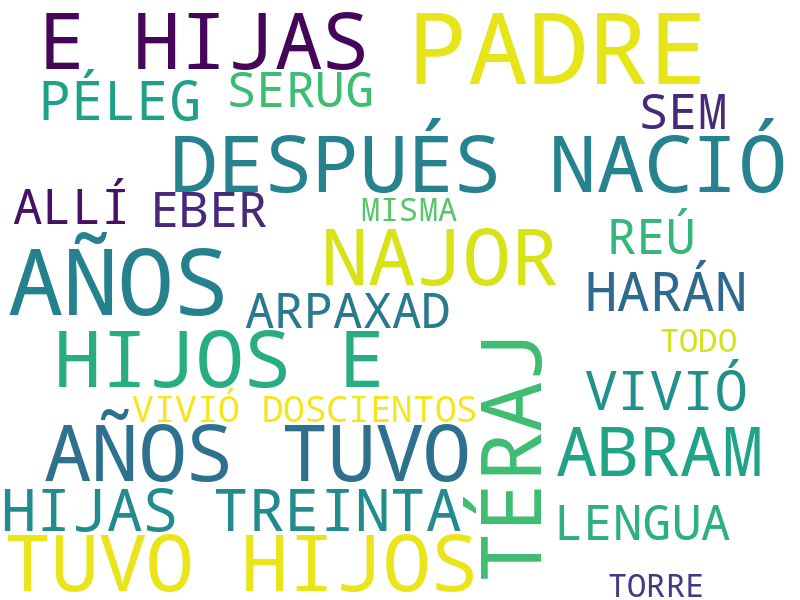 E HIJAS
PADRE
PÉLEG
SERUG
SEM
DESPUÉS NACIÓ
ALLÍ
EBER
MISMA
REÚ
AÑOS
NAJOR
HARÁN
ARPAXAD
HIJOS E
TODO
TÉRAJ
VIVIÓ
VIVIÓ DOSCIENTOS
AÑOS TUVO
ABRAM
HIJAS TREINTA
LENGUA
TUVO HIJOS
TORRE